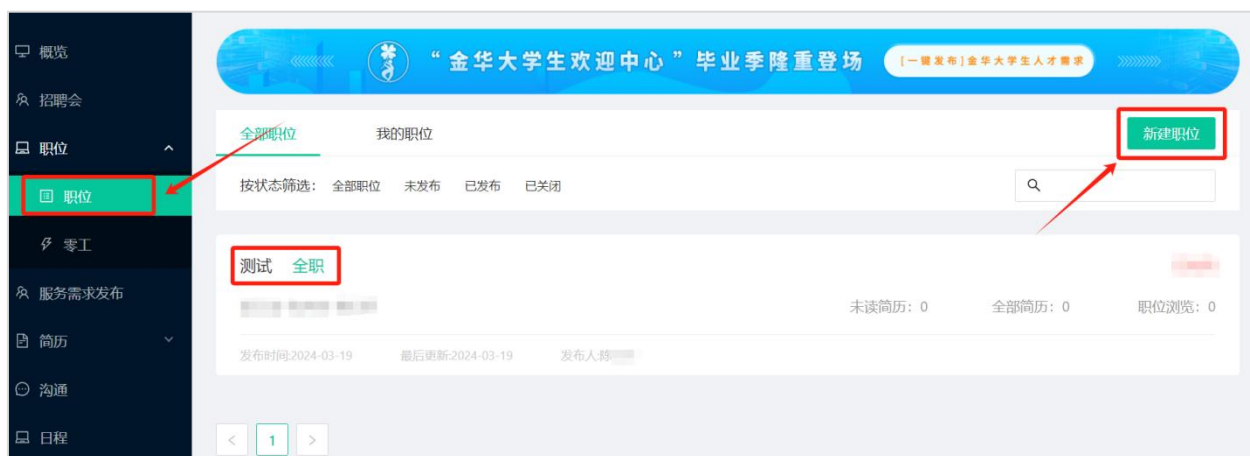 概览
招聘会
职位
职位
零工
服务需求发布
简历
沟通
日程
“金华大学生欢迎中心”毕业季隆重登场
[一键发布]金华大学生人才需求
全部职位 我的职位 新建职位
按状态筛选： 全部职位 未发布 已发布 已关闭
测试 全职
未读简历：0 全部简历：0 职位浏览：0
发布时间:2024-03-19 最后更新:2024-03-19 发布人:陈
< 1 >